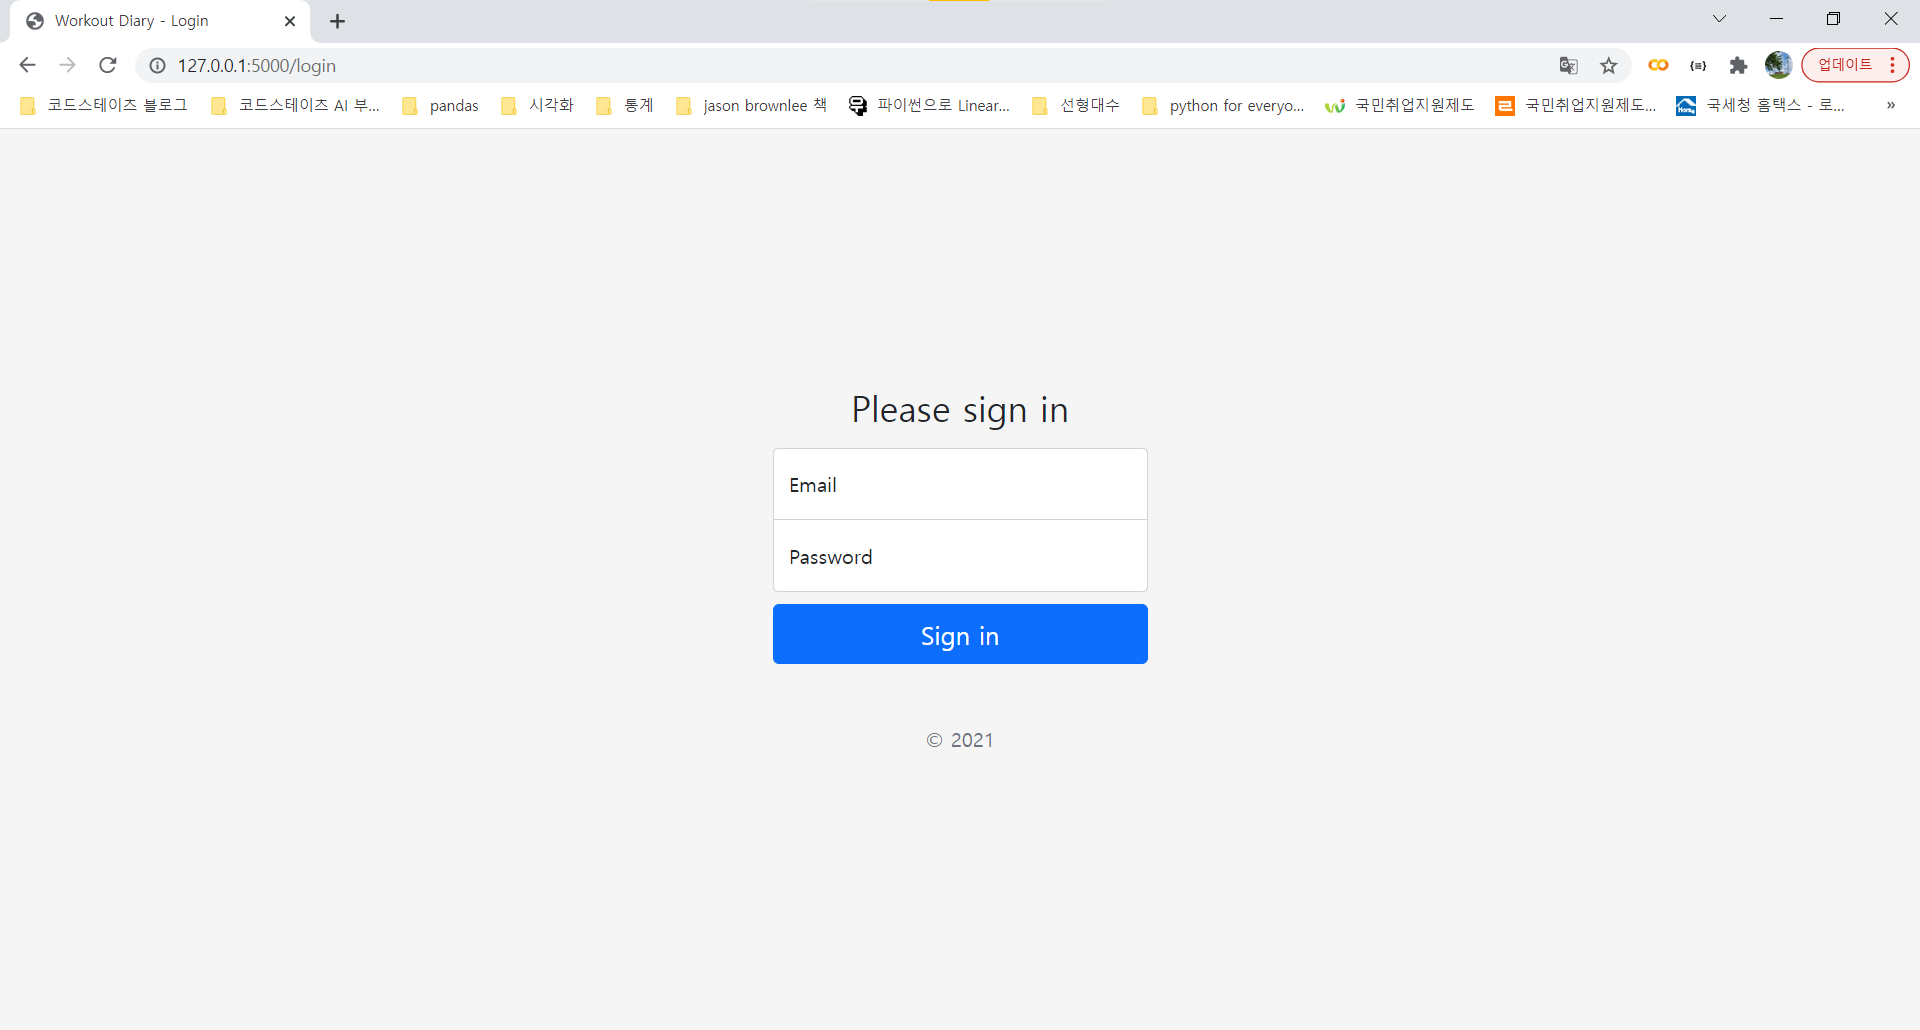 Workout Diary - Login
127.0.0.1:5000/login
업데이트
코드스테이츠 블로그 코드스테이츠 AI 부... pandas 시각화 통계 jason brownlee 책 파이썬으로 Linear... 선형대수 python for everyo... 국민취업지원제도 국민취업지원제도... 국세청 홈택스 - 로... »
Please sign in
Email
Password
Sign in
© 2021